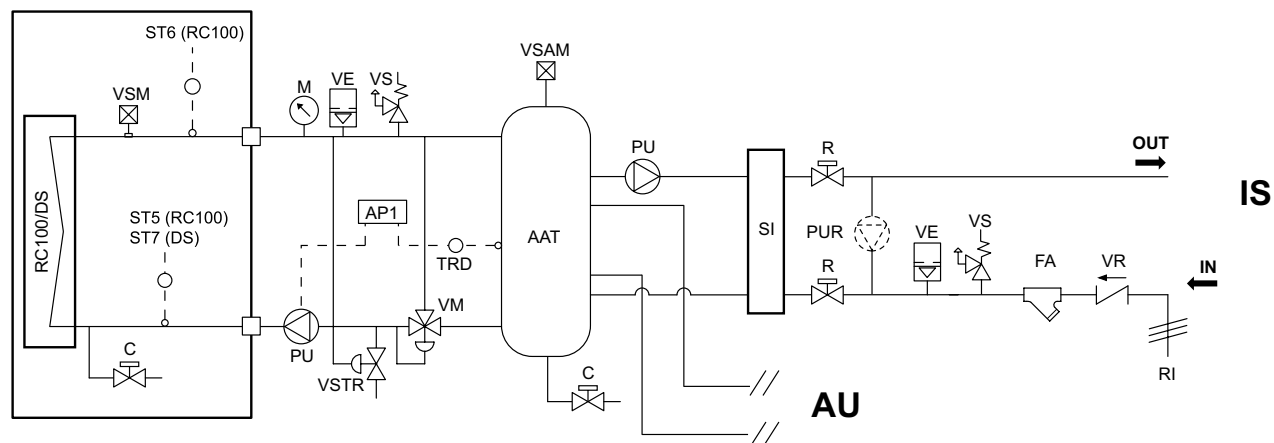 ST6 (RC100)
VSM
M
VE
VS
VSAM
PU
R
OUT
IS
RC100/DS
ST5 (RC100)
ST7 (DS)
AP1
TRD
AAT
SI
PUR
VE
VS
FA
VR
IN
R
C
PU
VM
VSTR
C
RI
AU